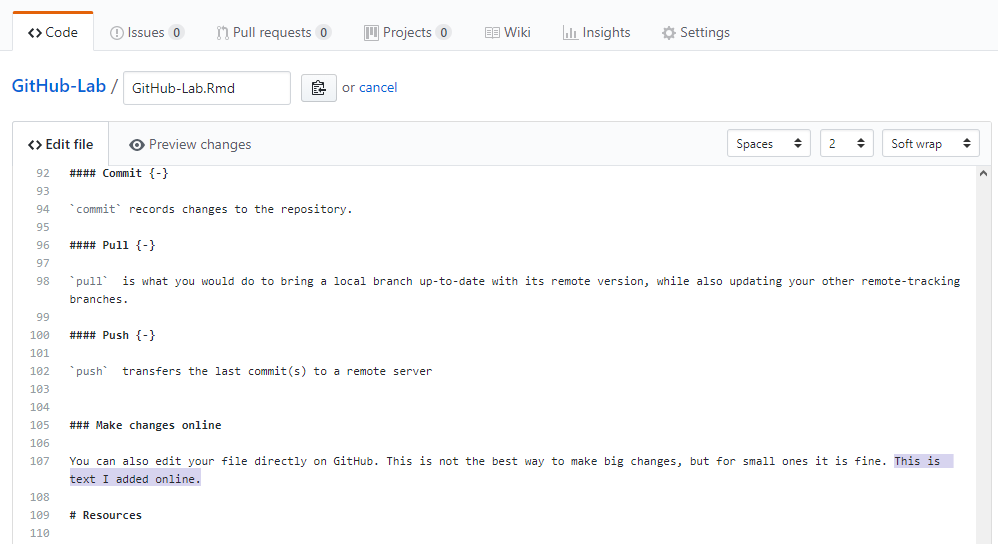 Code Issues 0 Pull requests 0 Projects 0 Wiki Insights Settings
GitHub-Lab / GitHub-Lab.Rmd or cancel
Edit file Preview changes Spaces 2 Soft wrap
92 #### Commit {-}
93
94 `commit` records changes to the repository.
95
96 #### Pull {-}
97
98 `pull`  is what you would do to bring a local branch up-to-date with its remote version, while also updating your other remote-tracking
branches.
99
100 #### Push {-}
101
102 `push`  transfers the last commit(s) to a remote server
103
104
105 ### Make changes online
106
107 You can also edit your file directly on GitHub. This is not the best way to make big changes, but for small ones it is fine. This is
text I added online.
108
109 # Resources
110